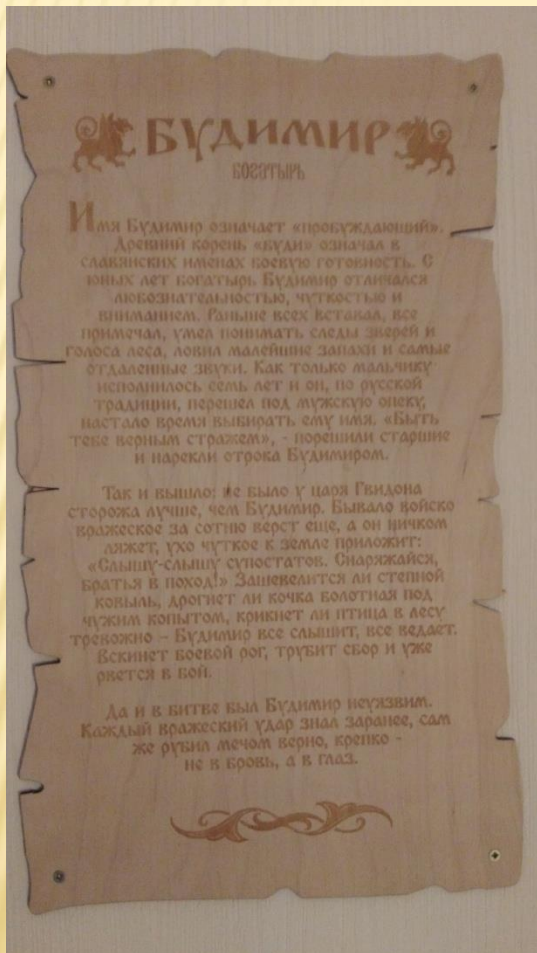 БУДИМИР
БОГАТЫРЬ
Имя Будимир означает «пробуждающий».
Древний корень «буди» означал в
славянских именах боевую готовность. С
юных лет богатырь Будимир отличался
любознательностью, чуткостью и
вниманием. Раньше всех вставал, все
примечал, умел понимать следы зверей и
голоса леса, ловил малейшие запахи и самые
отдаленные звуки. Как только мальчику
исполнилось семь лет и он, по русской
традиции, перешел под мужскую опеку,
настало время выбирать ему имя. «Быть
тебе верным стражем», - порешили старшие
и нарекли отрока Будимиром.
Так и вышло: не было у царя Гвидона
сторожа лучше, чем Будимир. Бывало войско
вражеское за сотню верст еще, а он ничком
ляжет, ухо чуткое к земле приложит:
«Слышу-слышу супостатов. Снаряжайся,
братья в поход!» Зашевелится ли степной
ковыль, дрогнет ли кочка болотная под
чужим копытом, крикнет ли птица в лесу
тревожно – Будимир все слышит, все ведает.
Вскинет боевой рог, трубит сбор и уже
рвется в бой.
Да и в битве был Будимир неуязвим.
Каждый вражеский удар знал заранее, сам
же рубил мечом верно, крепко -
не в бровь, а в глаз.